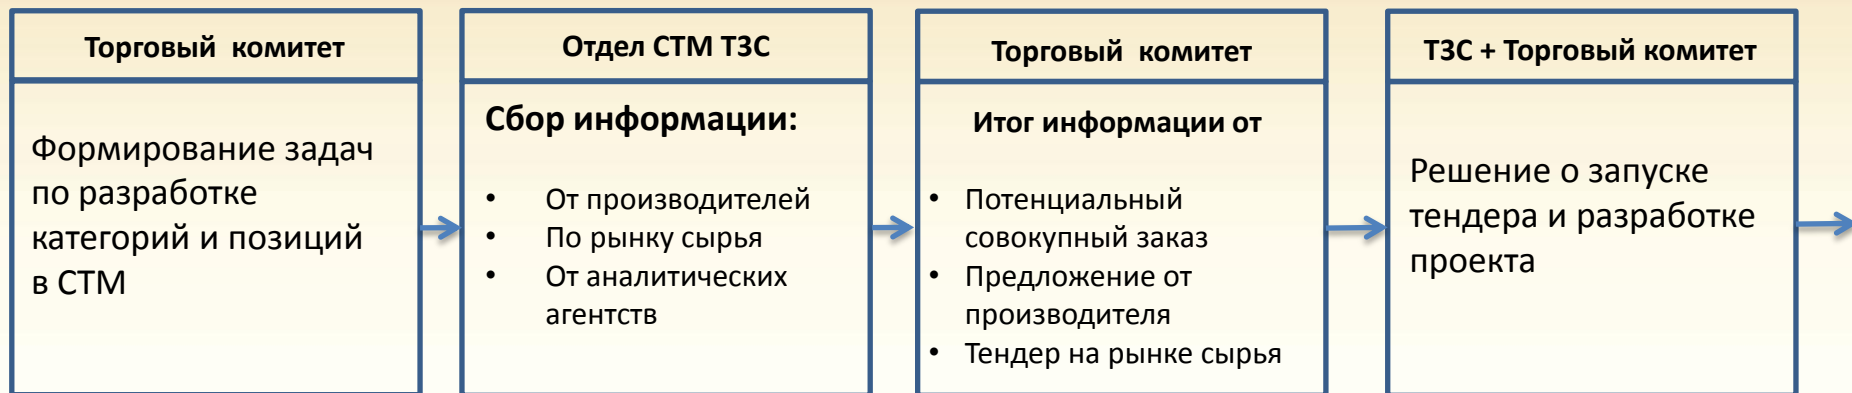 Торговый комитет
Формирование задач
по разработке
категорий и позиций
в СТМ
Отдел СТМ ТЗС
Сбор информации:
• От производителей
• По рынку сырья
• От аналитических
агентств
Торговый комитет
Итог информации от
• Потенциальный
совокупный заказ
• Предложение от
производителя
• Тендер на рынке сырья
ТЗС + Торговый комитет
Решение о запуске
тендера и разработке
проекта